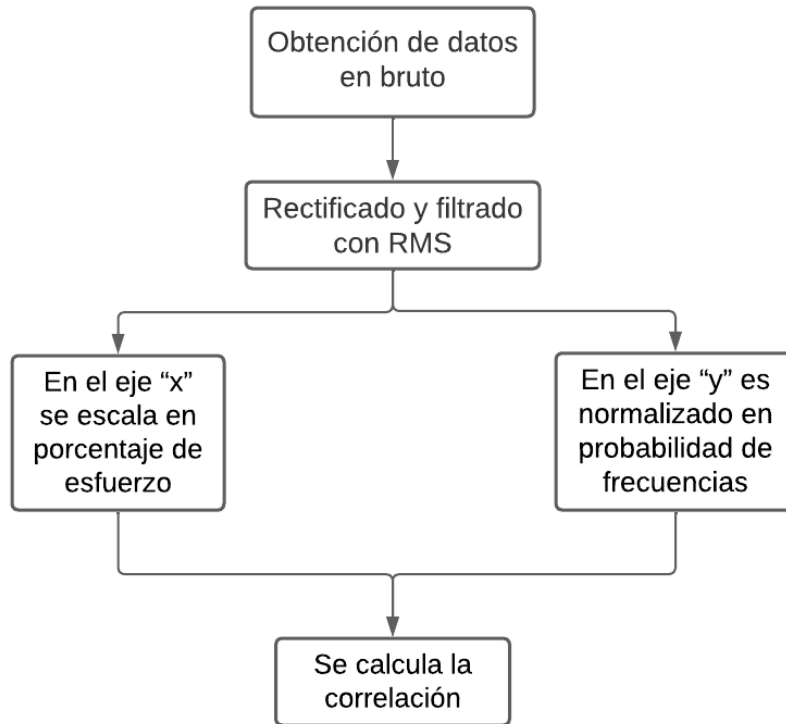 Obtención de datos
en bruto
Rectificado y filtrado
con RMS
En el eje “x”
se escala en
porcentaje de
esfuerzo
En el eje “y” es
normalizado en
probabilidad de
frecuencias
Se calcula la
correlación